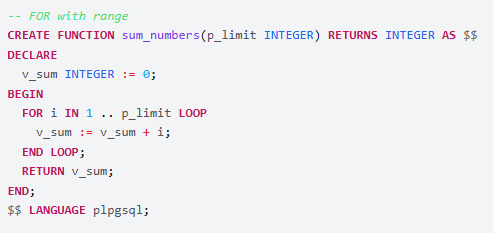 -- FOR with range
CREATE FUNCTION sum_numbers(p_limit INTEGER) RETURNS INTEGER AS $$
DECLARE
  v_sum INTEGER := 0;
BEGIN
  FOR i IN 1 .. p_limit LOOP
    v_sum := v_sum + i;
  END LOOP;
  RETURN v_sum;
END;
$$ LANGUAGE plpgsql;